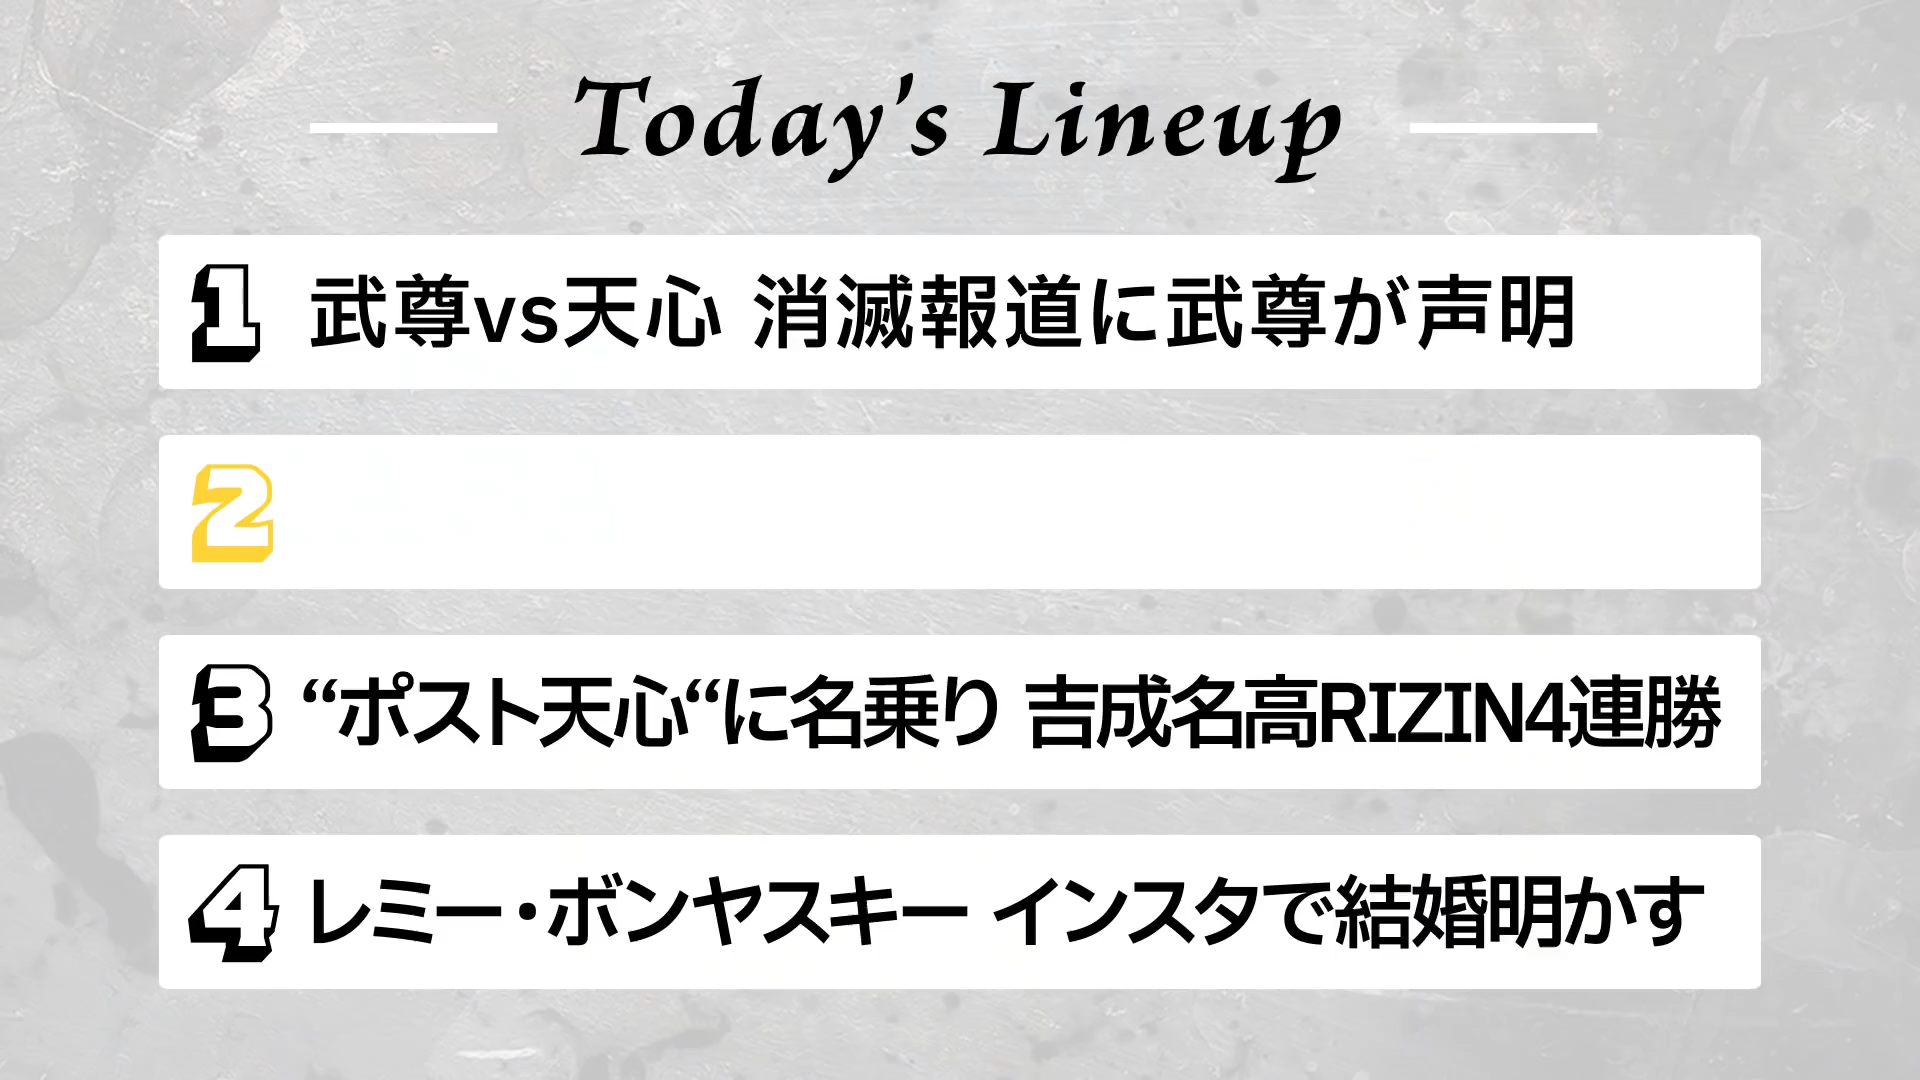 Today's Lineup
1 武尊vs天心 消滅報道に武尊が声明
2
3 “ポスト天心“に名乗り 吉成名高RIZIN4連勝
4 レミー・ボンヤスキー インスタで結婚明かす